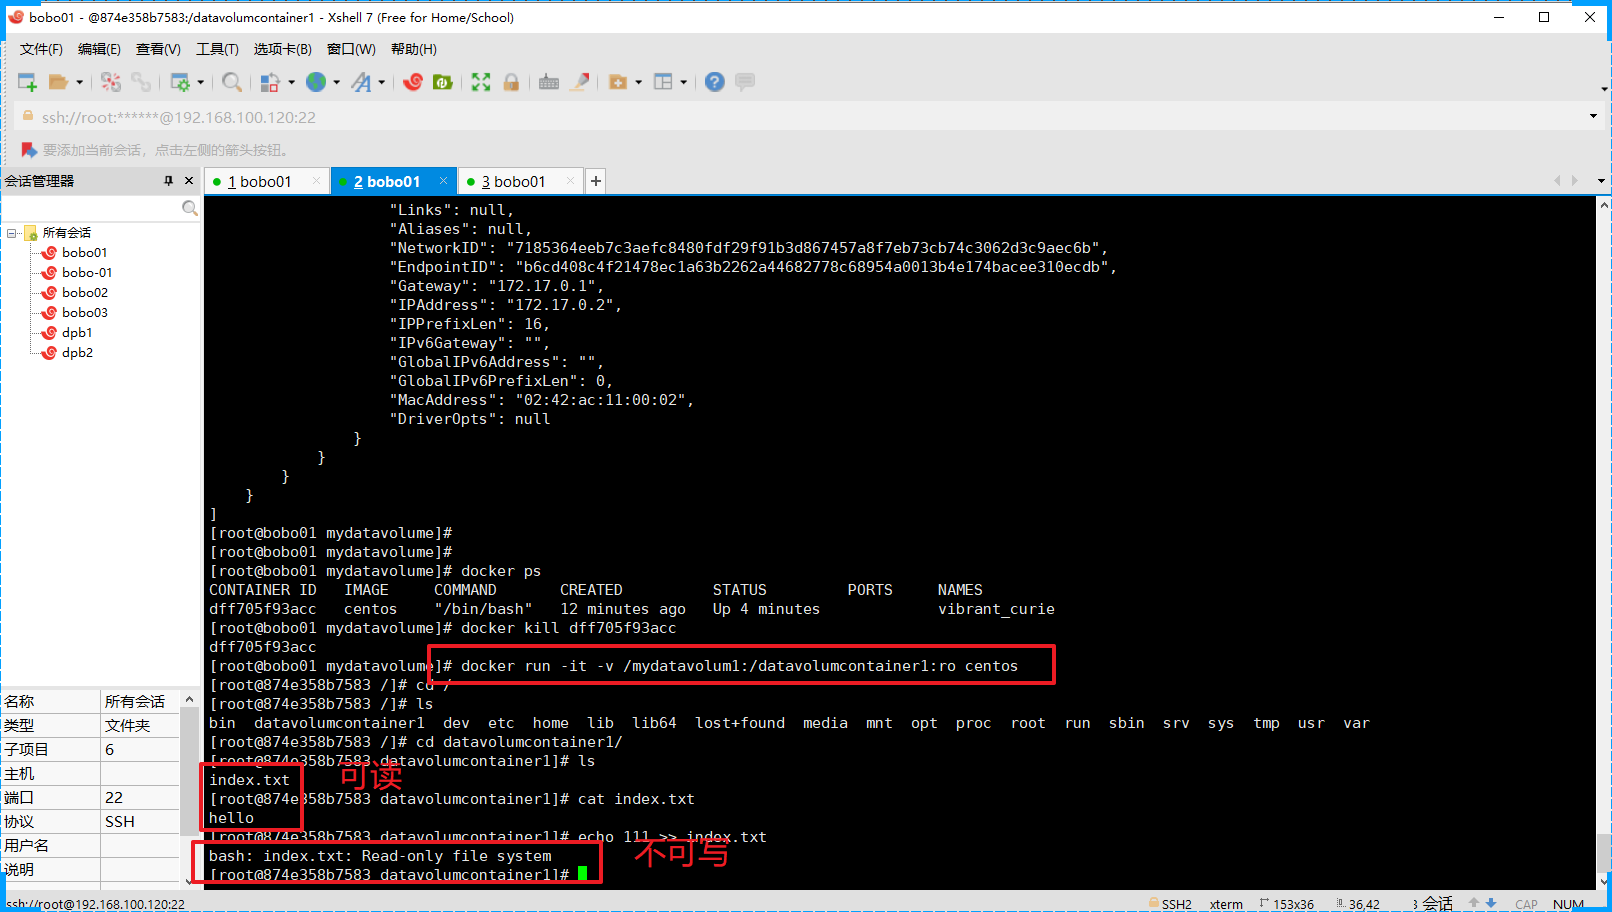 bobo01 - @874e358b7583:/datavolumcontainer1 - Xshell 7 (Free for Home/School)
文件(F) 编辑(E) 查看(V) 工具(T) 选项卡(B) 窗口(W) 帮助(H)
ssh://root:******@192.168.100.120:22
要添加当前会话，点击左侧的箭头按钮。
会话管理器
1 bobo01
2 bobo01
3 bobo01
所有会话
bobo01
bobo-01
bobo02
bobo03
dpb1
dpb2
名称 所有会话
类型 文件夹
子项目 6
主机
端口 22
协议 SSH
用户名
说明
"Links": null,
"Aliases": null,
"NetworkID": "7185364eeb7c3aefc8480fdf29f91b3d867457a8f7eb73cb74c3062d3c9aec6b",
"EndpointID": "b6cd408c4f21478ec1a63b2262a44682778c68954a0013b4e174bacee310ecdb",
"Gateway": "172.17.0.1",
"IPAddress": "172.17.0.2",
"IPPrefixLen": 16,
"IPv6Gateway": "",
"GlobalIPv6Address": "",
"GlobalIPv6PrefixLen": 0,
"MacAddress": "02:42:ac:11:00:02",
"DriverOpts": null
}
}
}
}
]
[root@bobo01 mydatavolume]#
[root@bobo01 mydatavolume]#
[root@bobo01 mydatavolume]# docker ps
CONTAINER ID IMAGE COMMAND CREATED STATUS PORTS NAMES
dff705f93acc centos "/bin/bash" 12 minutes ago Up 4 minutes vibrant_curie
[root@bobo01 mydatavolume]# docker kill dff705f93acc
dff705f93acc
[root@bobo01 mydatavolume]# docker run -it -v /mydatavolum1:/datavolumcontainer1:ro centos
[root@874e358b7583 /]# cd /
[root@874e358b7583 /]# ls
bin datavolumcontainer1 dev etc home lib lib64 lost+found media mnt opt proc root run sbin srv sys tmp usr var
[root@874e358b7583 /]# cd datavolumcontainer1/
[root@874e358b7583 datavolumcontainer1]# ls
index.txt
可读
[root@874e358b7583 datavolumcontainer1]# cat index.txt
hello
[root@874e358b7583 datavolumcontainer1]# echo 111 >> index.txt
bash: index.txt: Read-only file system
不可写
[root@874e358b7583 datavolumcontainer1]#
ssh://root@192.168.100.120:22 SSH2 xterm 153x36 36,42 3 会话 CAP NUM